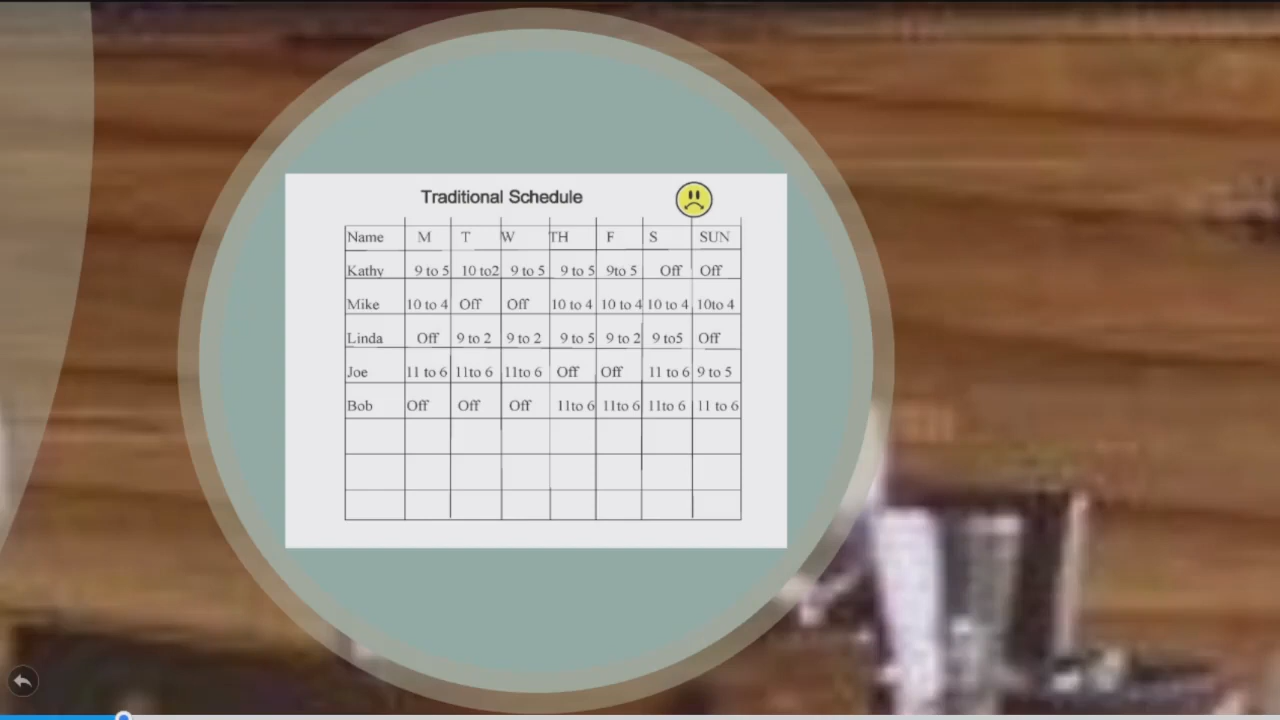 Traditional Schedule
Name M T W TH F S SUN
Kathy 9 to 5 10 to2 9 to 5 9 to 5 9to 5 Off Off
Mike 10 to 4 Off Off 10 to 4 10 to 4 10 to 4 10to 4
Linda Off 9 to 2 9 to 2 9 to 5 9 to 2 9 to5 Off
Joe 11 to 6 11to 6 11to 6 Off Off 11 to 6 9 to 5
Bob Off Off Off 11to 6 11to 6 11to 6 11 to 6